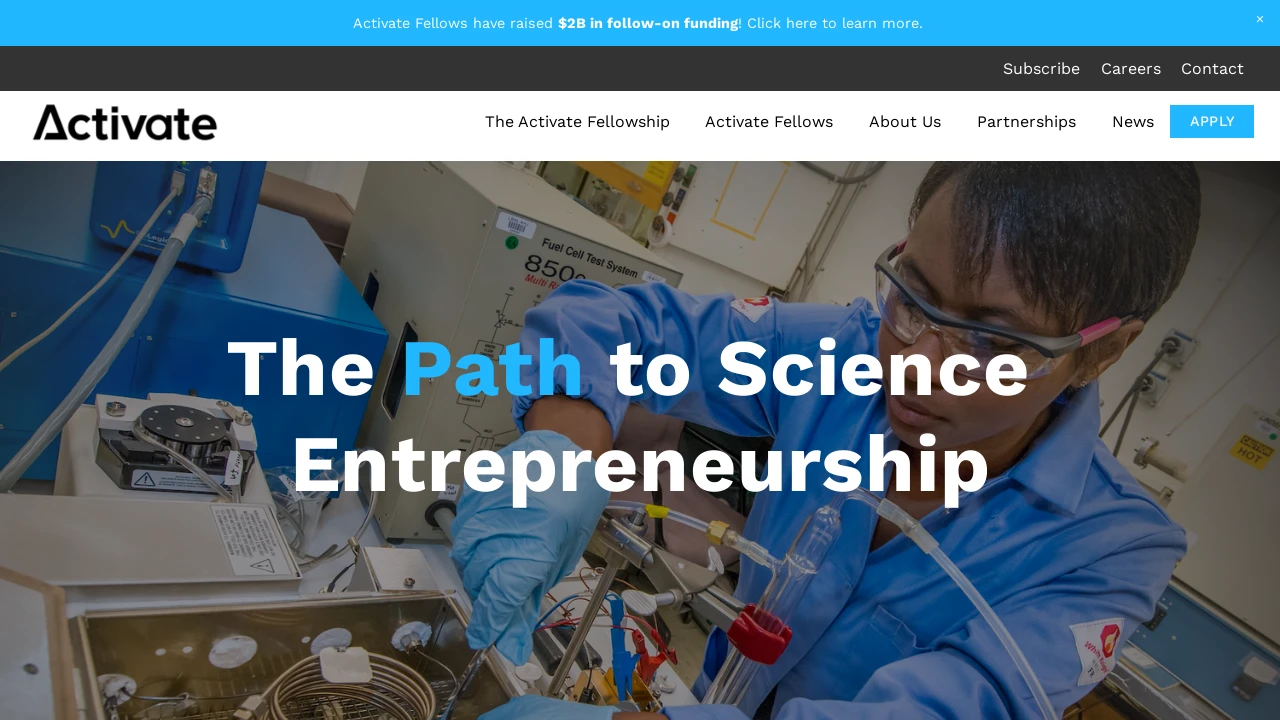 Activate Fellows have raised $2B in follow-on funding! Click here to learn more.
×
Subscribe Careers Contact
Activate
The Activate Fellowship Activate Fellows About Us Partnerships News APPLY
Fuel Cell Test System
850
Multi R
The Path to Science
Entrepreneurship
HOT